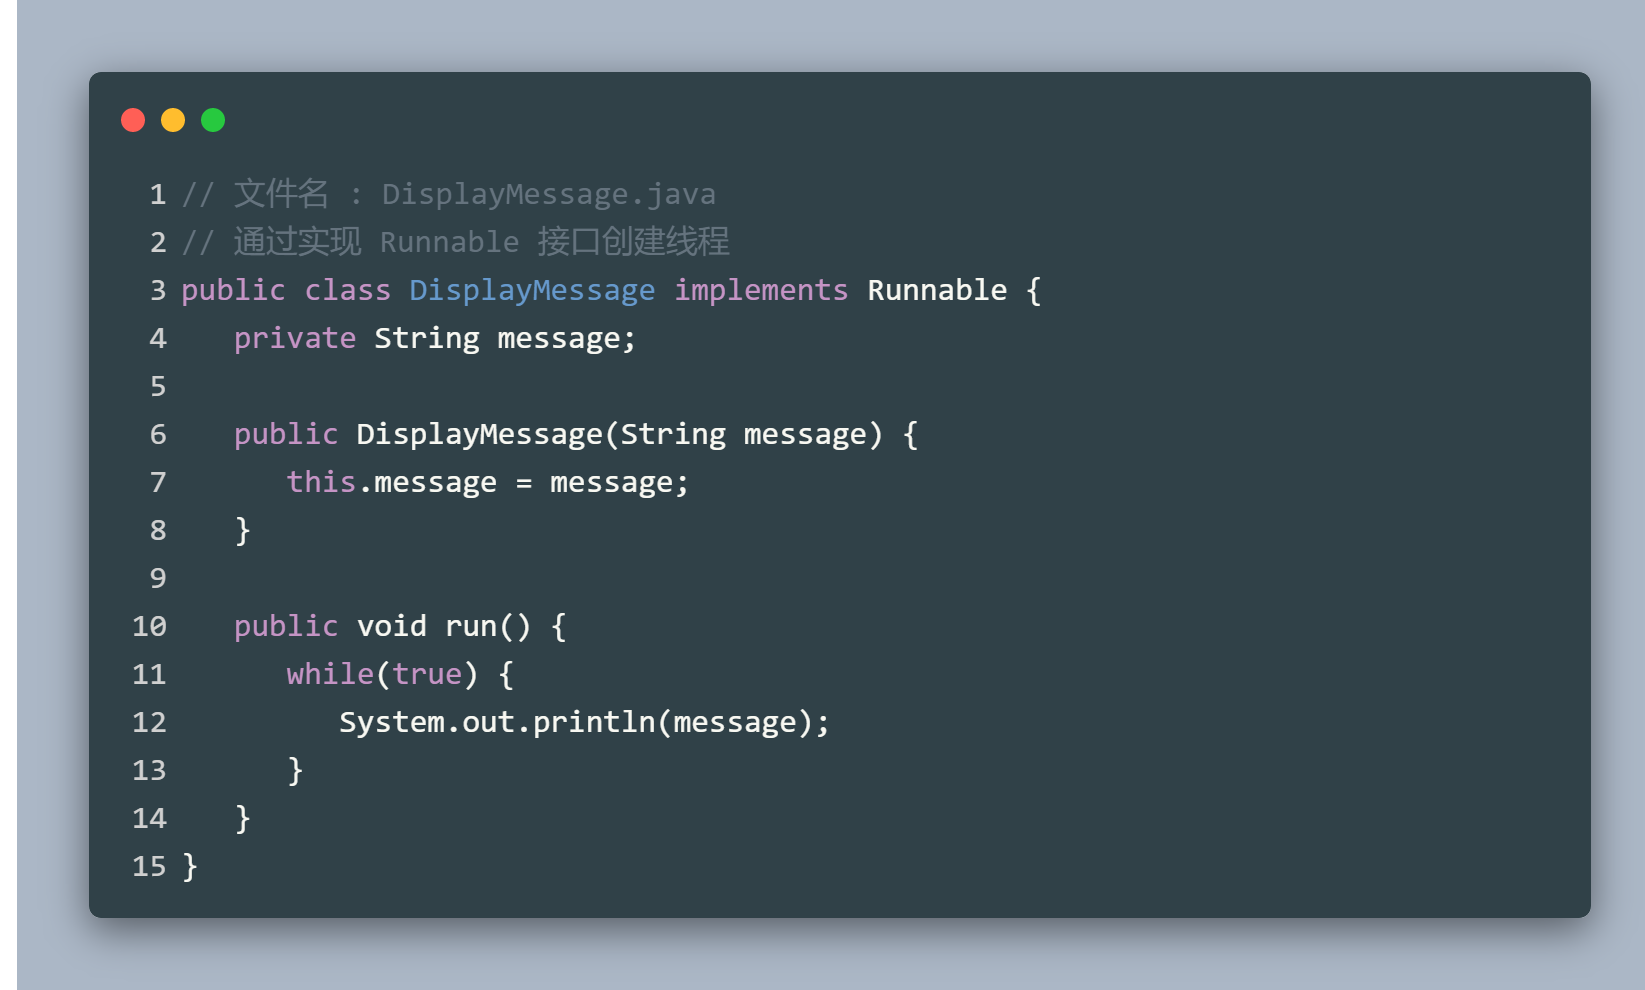 1 // 文件名 : DisplayMessage.java
2 // 通过实现 Runnable 接口创建线程
3 public class DisplayMessage implements Runnable {
4    private String message;
5
6    public DisplayMessage(String message) {
7       this.message = message;
8    }
9
10    public void run() {
11       while(true) {
12          System.out.println(message);
13       }
14    }
15 }